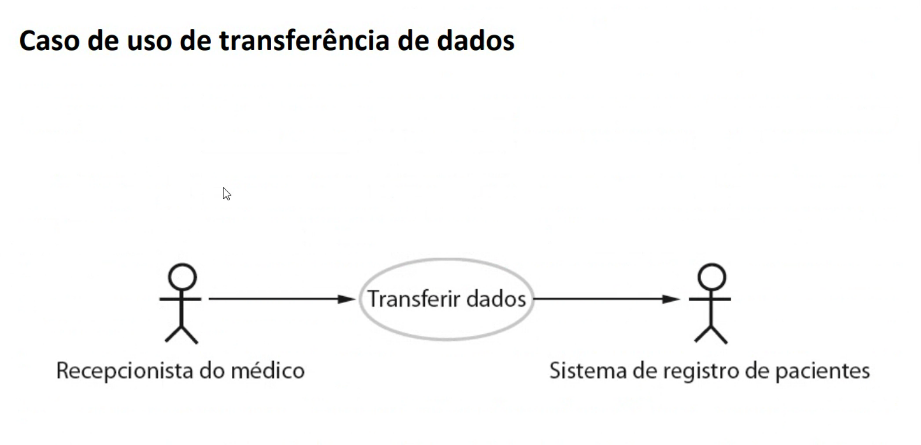 Caso de uso de transferência de dados
Transferir dados
Recepcionista do médico
Sistema de registro de pacientes